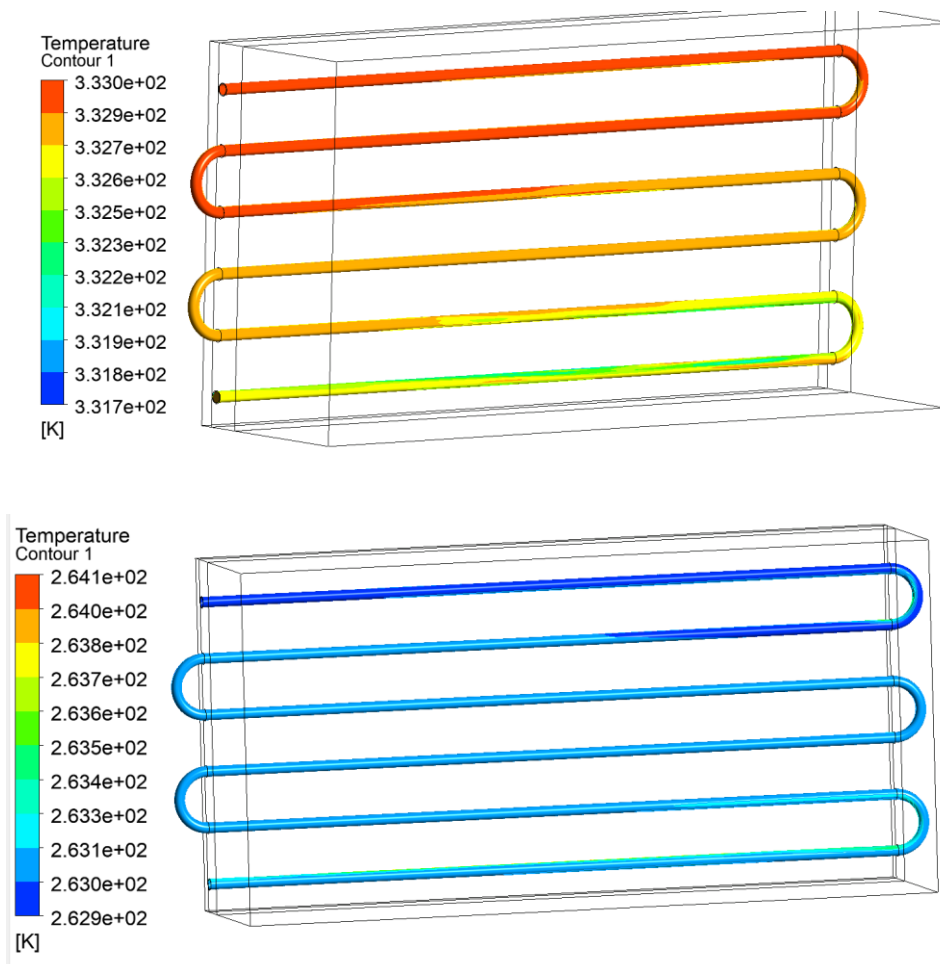 Temperature
Contour 1
3.330e+02
3.329e+02
3.327e+02
3.326e+02
3.325e+02
3.323e+02
3.322e+02
3.321e+02
3.319e+02
3.318e+02
3.317e+02
[K]
Temperature
Contour 1
2.641e+02
2.640e+02
2.638e+02
2.637e+02
2.636e+02
2.635e+02
2.634e+02
2.633e+02
2.631e+02
2.630e+02
2.629e+02
[K]